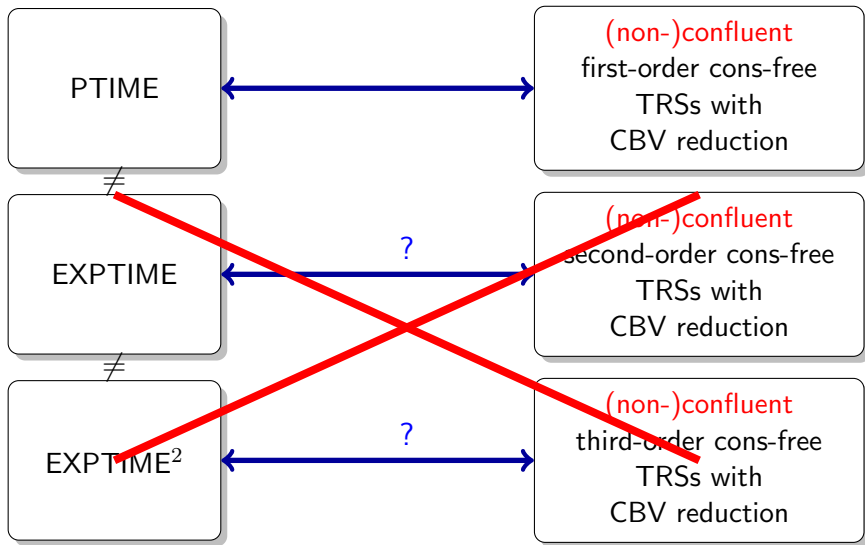 PTIME
(non-)confluent
first-order cons-free
TRSs with
CBV reduction
≠
EXPTIME
?
(non-)confluent
second-order cons-free
TRSs with
CBV reduction
≠
EXPTIME²
?
(non-)confluent
third-order cons-free
TRSs with
CBV reduction